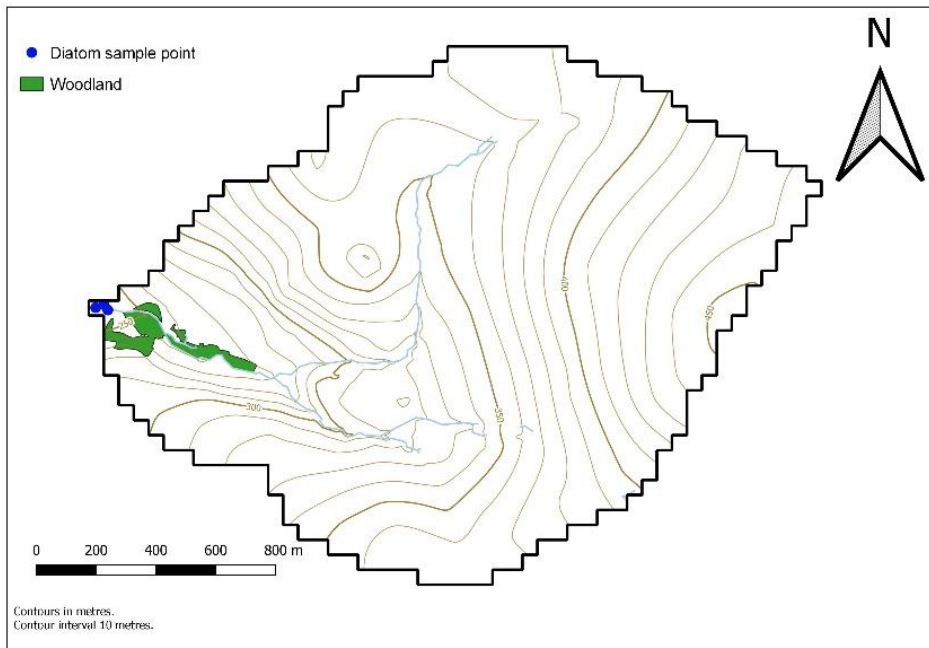 Diatom sample point
Woodland
N
400
450
250
300
350
0 200 400 600 800 m
Contours in metres.
Contour interval 10 metres.